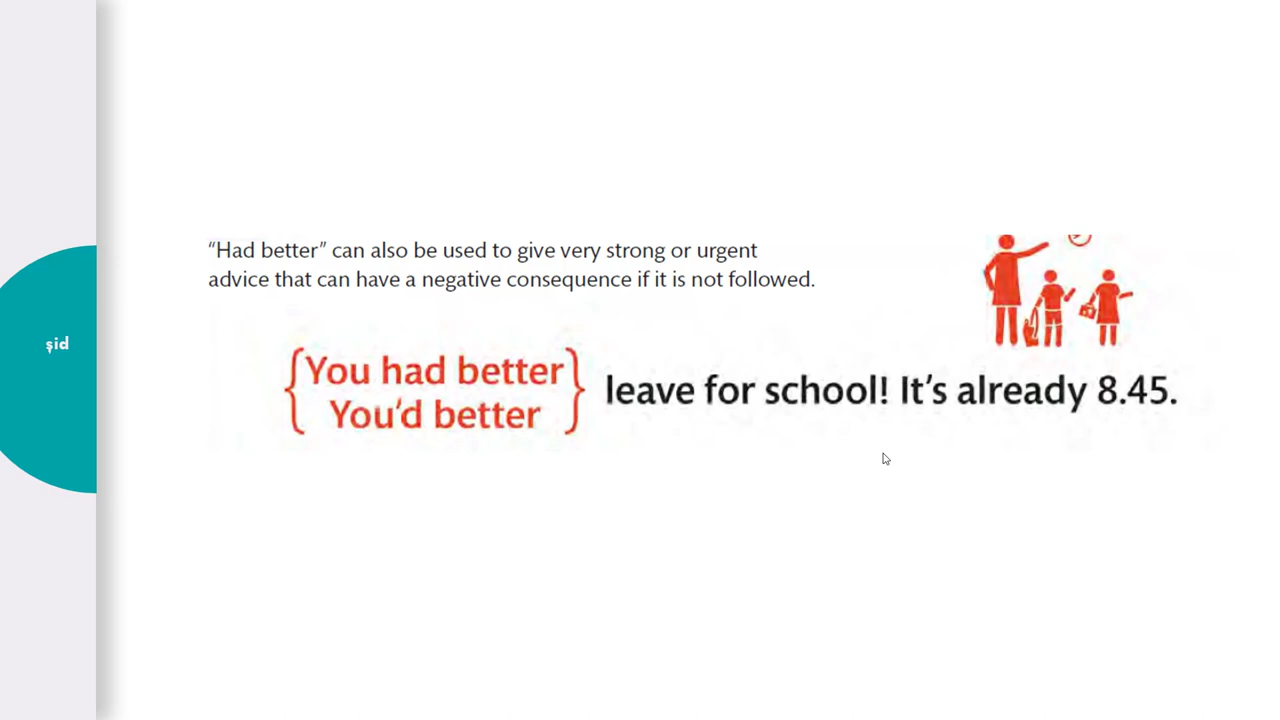 “Had better” can also be used to give very strong or urgent
advice that can have a negative consequence if it is not followed.
şid
You had better
You’d better
leave for school! It’s already 8.45.